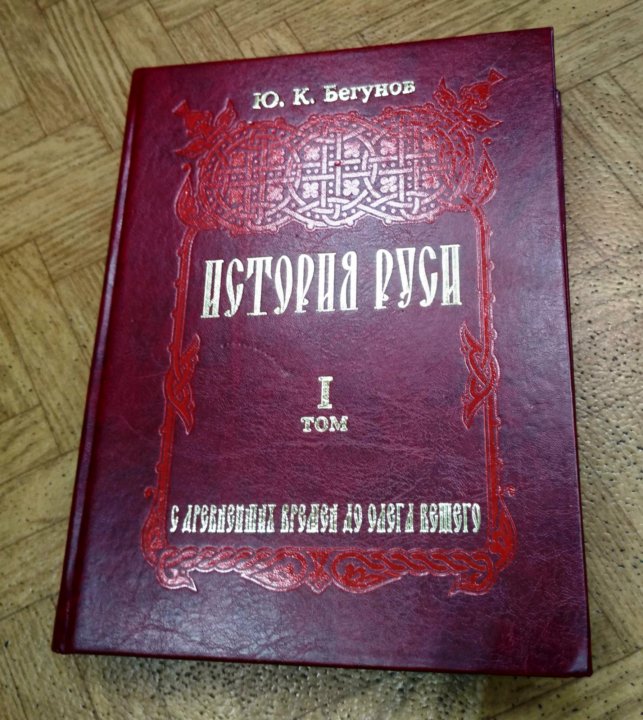 Ю. К. Бегунов
ИСТОРИЯ РУСИ
I
ТОМ
С ДРЕВНЕЙШИХ ВРЕМЕН ДО ОЛЕГА ВЕЩЕГО